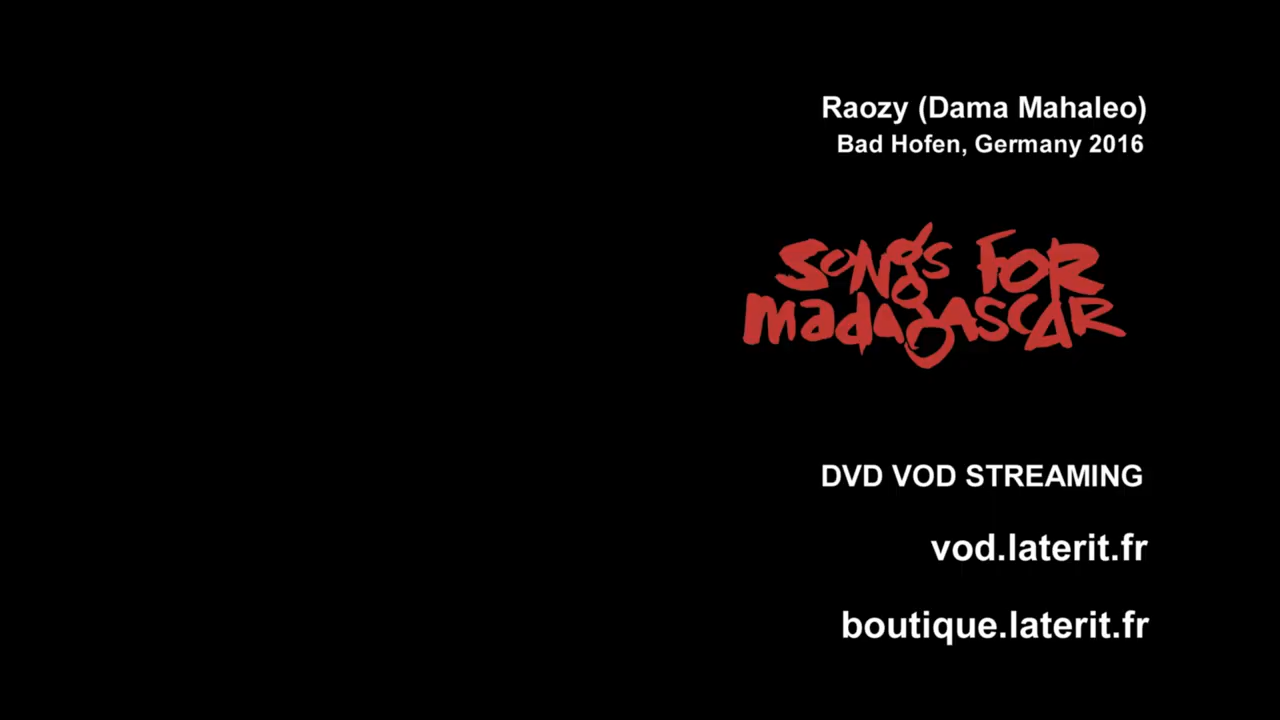 Raozy (Dama Mahaleo)
Bad Hofen, Germany 2016
SONGS FOR
madagascar
DVD VOD STREAMING
vod.laterit.fr
boutique.laterit.fr